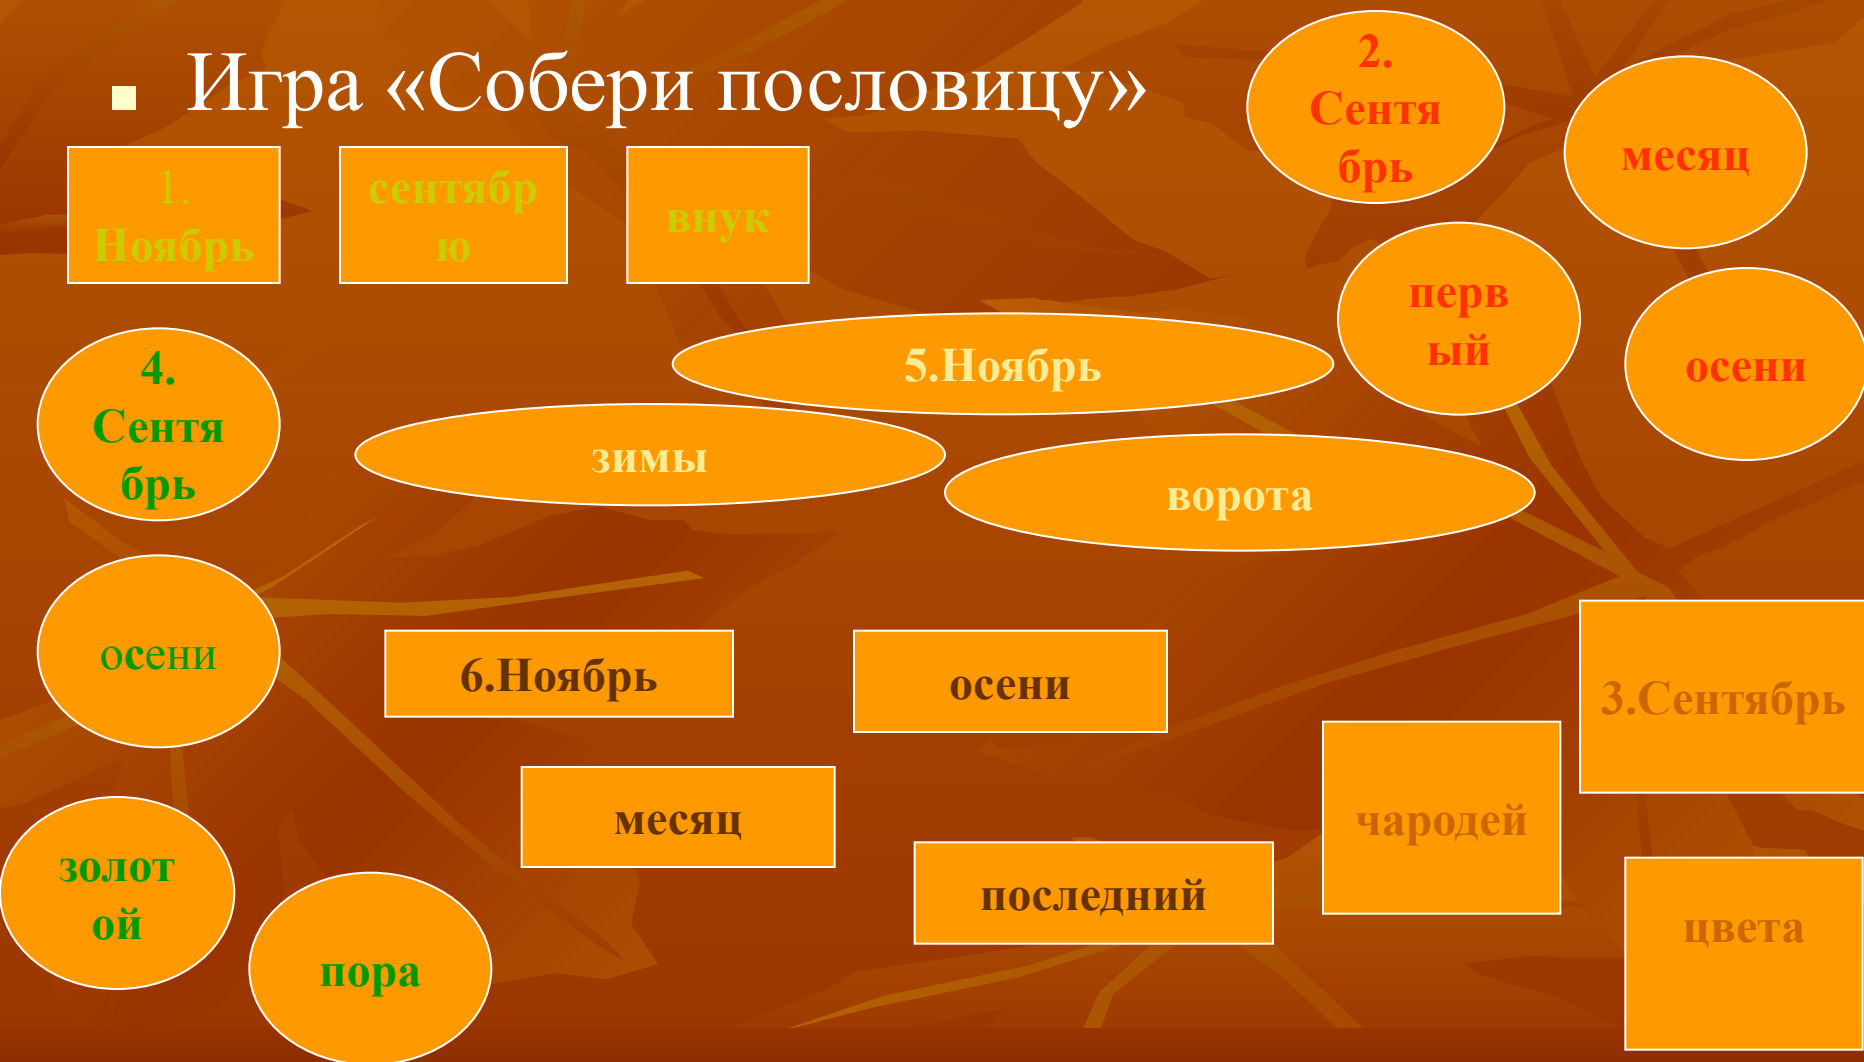 Игра «Собери пословицу»
1.
Ноябрь
сентябр
ю
внук
2.
Сентя
брь
месяц
перв
ый
осени
4.
Сентя
брь
осени
золот
ой
пора
5.Ноябрь
зимы
ворота
6.Ноябрь
осени
месяц
последний
3.Сентябрь
чародей
цвета